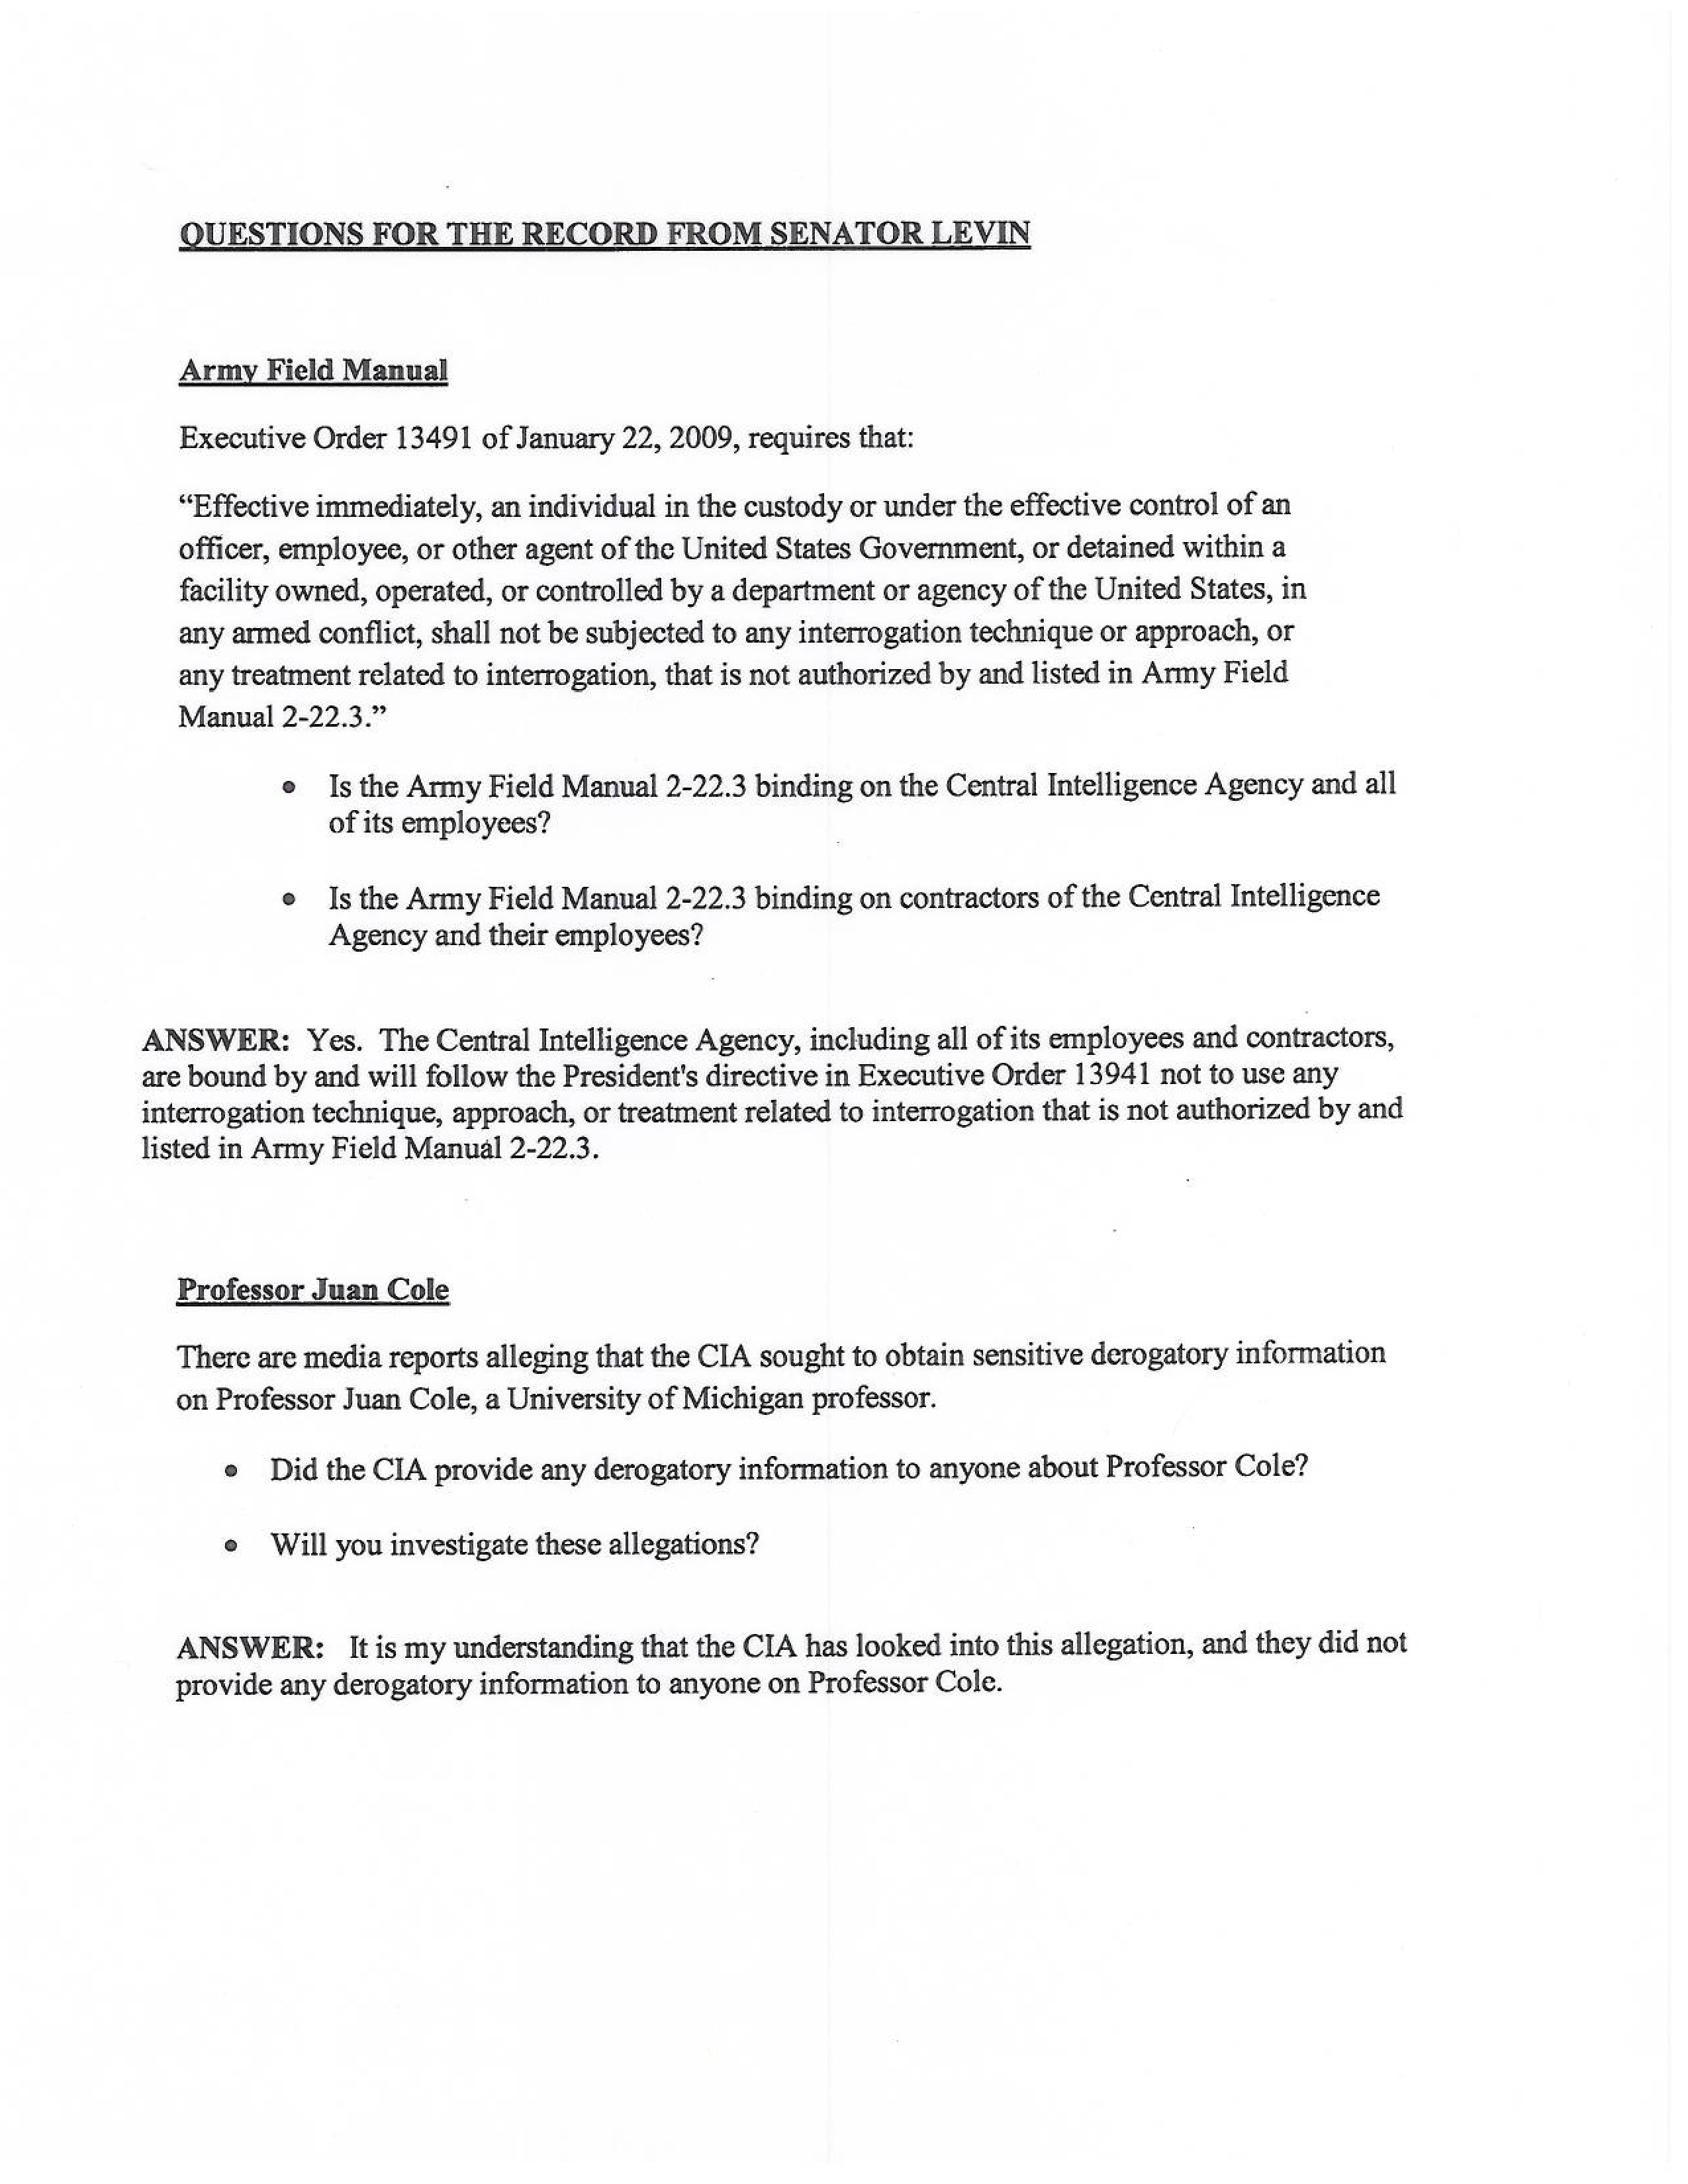 QUESTIONS FOR THE RECORD FROM SENATOR LEVIN
Army Field Manual
Executive Order 13491 of January 22, 2009, requires that:
“Effective immediately, an individual in the custody or under the effective control of an
officer, employee, or other agent of the United States Government, or detained within a
facility owned, operated, or controlled by a department or agency of the United States, in
any armed conflict, shall not be subjected to any interrogation technique or approach, or
any treatment related to interrogation, that is not authorized by and listed in Army Field
Manual 2-22.3.”
• Is the Army Field Manual 2-22.3 binding on the Central Intelligence Agency and all
of its employees?
• Is the Army Field Manual 2-22.3 binding on contractors of the Central Intelligence
Agency and their employees?
ANSWER: Yes. The Central Intelligence Agency, including all of its employees and contractors,
are bound by and will follow the President's directive in Executive Order 13941 not to use any
interrogation technique, approach, or treatment related to interrogation that is not authorized by and
listed in Army Field Manual 2-22.3.
Professor Juan Cole
There are media reports alleging that the CIA sought to obtain sensitive derogatory information
on Professor Juan Cole, a University of Michigan professor.
• Did the CIA provide any derogatory information to anyone about Professor Cole?
• Will you investigate these allegations?
ANSWER: It is my understanding that the CIA has looked into this allegation, and they did not
provide any derogatory information to anyone on Professor Cole.